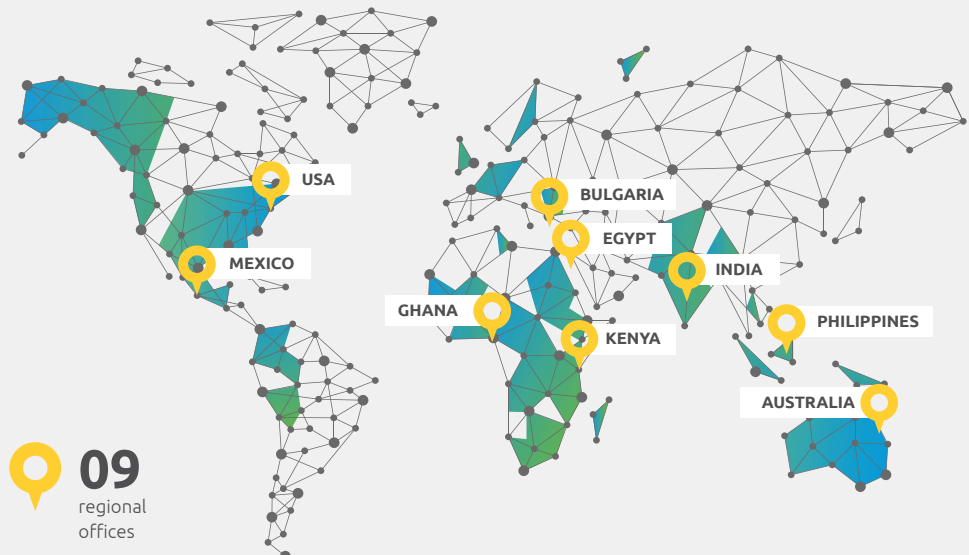 USA
BULGARIA
EGYPT
MEXICO
INDIA
GHANA
PHILIPPINES
KENYA
AUSTRALIA
09
regional
offices